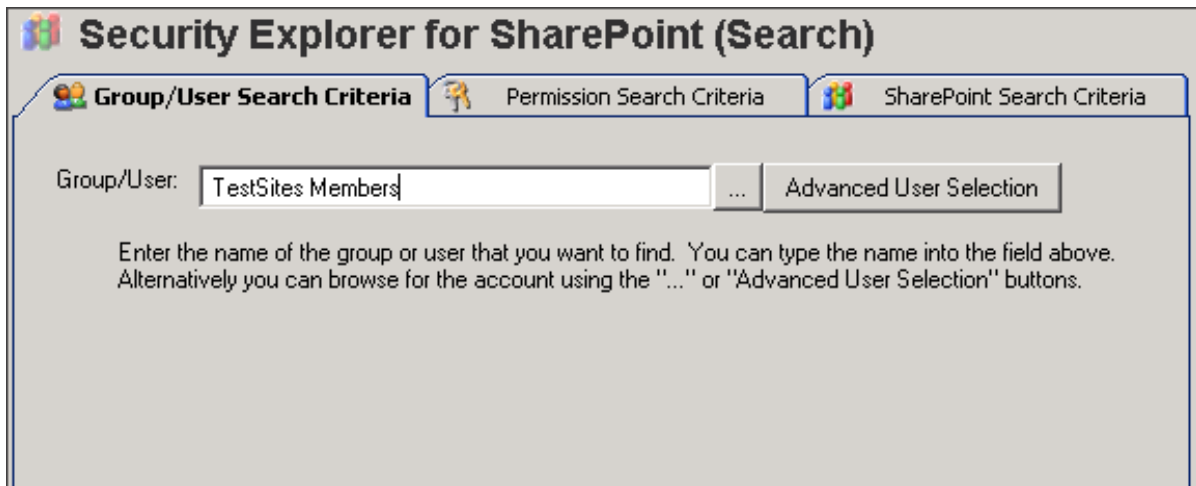 Security Explorer for SharePoint (Search)
Group/User Search Criteria Permission Search Criteria SharePoint Search Criteria
Group/User: TestSites Members ... Advanced User Selection
Enter the name of the group or user that you want to find. You can type the name into the field above.
Alternatively you can browse for the account using the "..." or "Advanced User Selection" buttons.